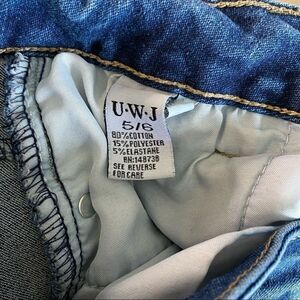 U·W·J
5/6
80%COTTON
15%POLYESTER
5%ELASTANE
RN:148738
SEE REVERSE
FOR CARE